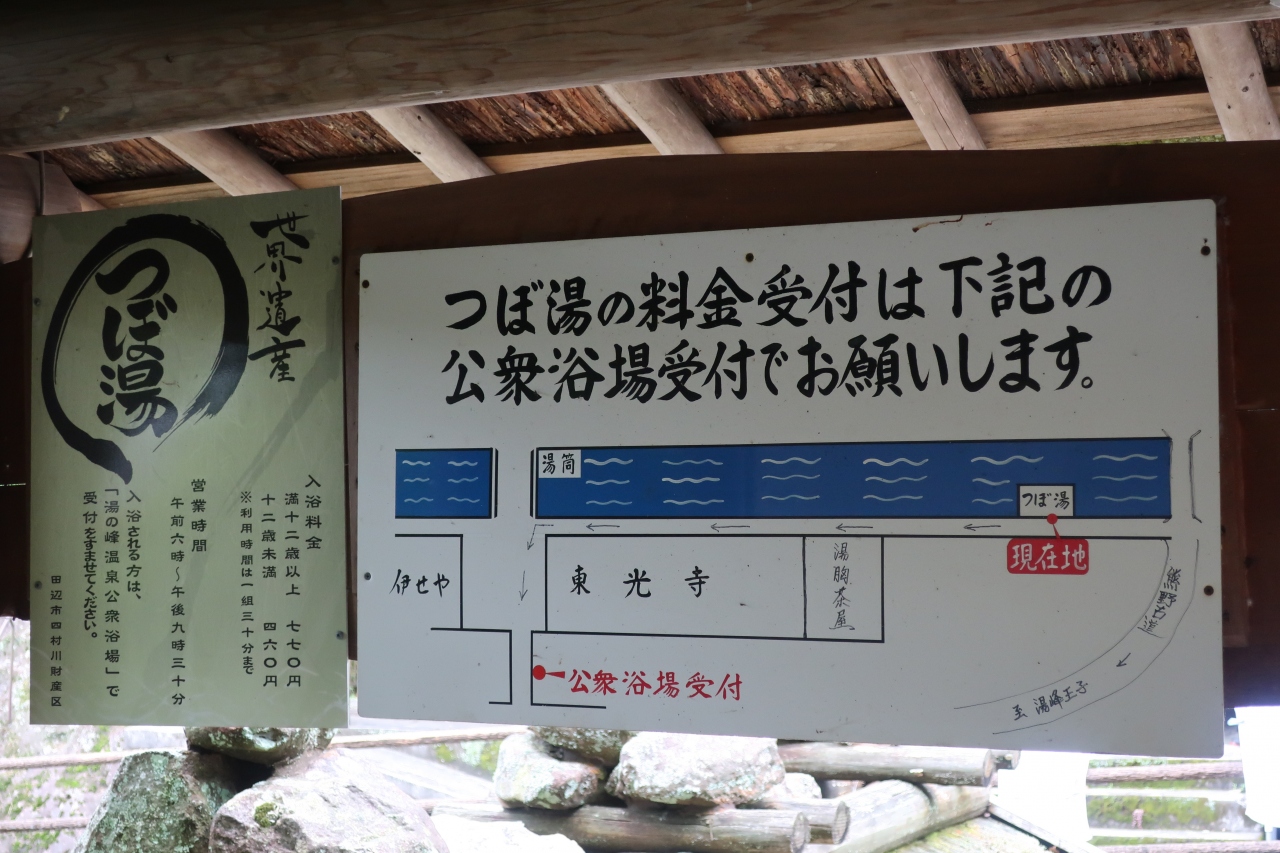 世界遺産
つぼ湯
入浴料金
満十二歳以上　七七〇円
十二歳未満　四六〇円
※利用時間は一組三十分まで
営業時間
午前六時～午後九時三十分
入浴される方は、
「湯の峰温泉公衆浴場」で
受付をすませてください。
田辺市四村川財産区
つぼ湯の料金受付は下記の
公衆浴場受付でお願いします。
湯筒
つぼ湯
現在地
伊せや
東光寺
湯胸茶屋
熊野古道
公衆浴場受付
至 湯峰王子